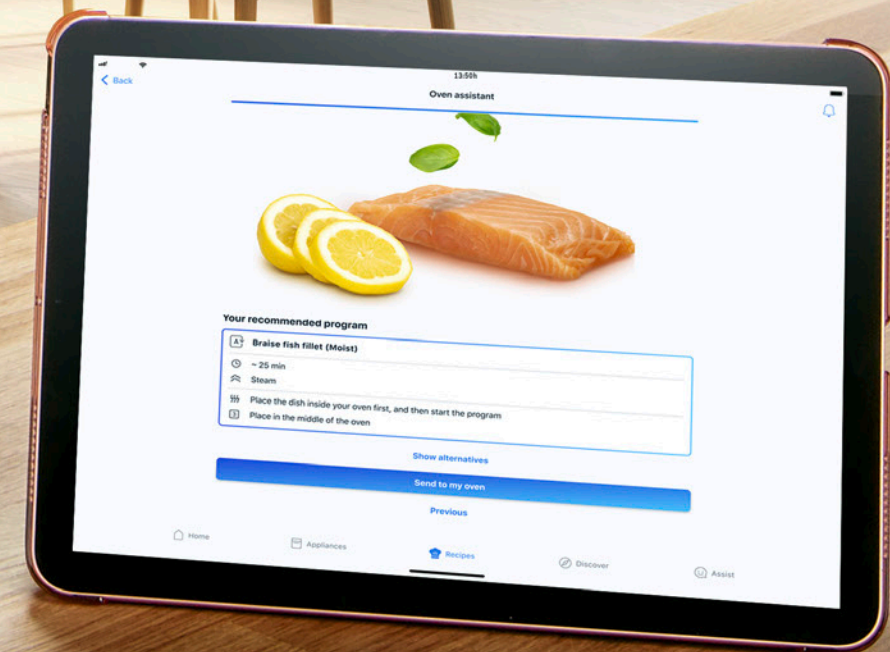 13:50h
Back
Oven assistant
Your recommended program
Braise fish fillet (Moist)
~ 25 min
Steam
Place the dish inside your oven first, and then start the program
3 Place in the middle of the oven
Show alternatives
Send to my oven
Previous
Home Appliances Recipes Discover Assist